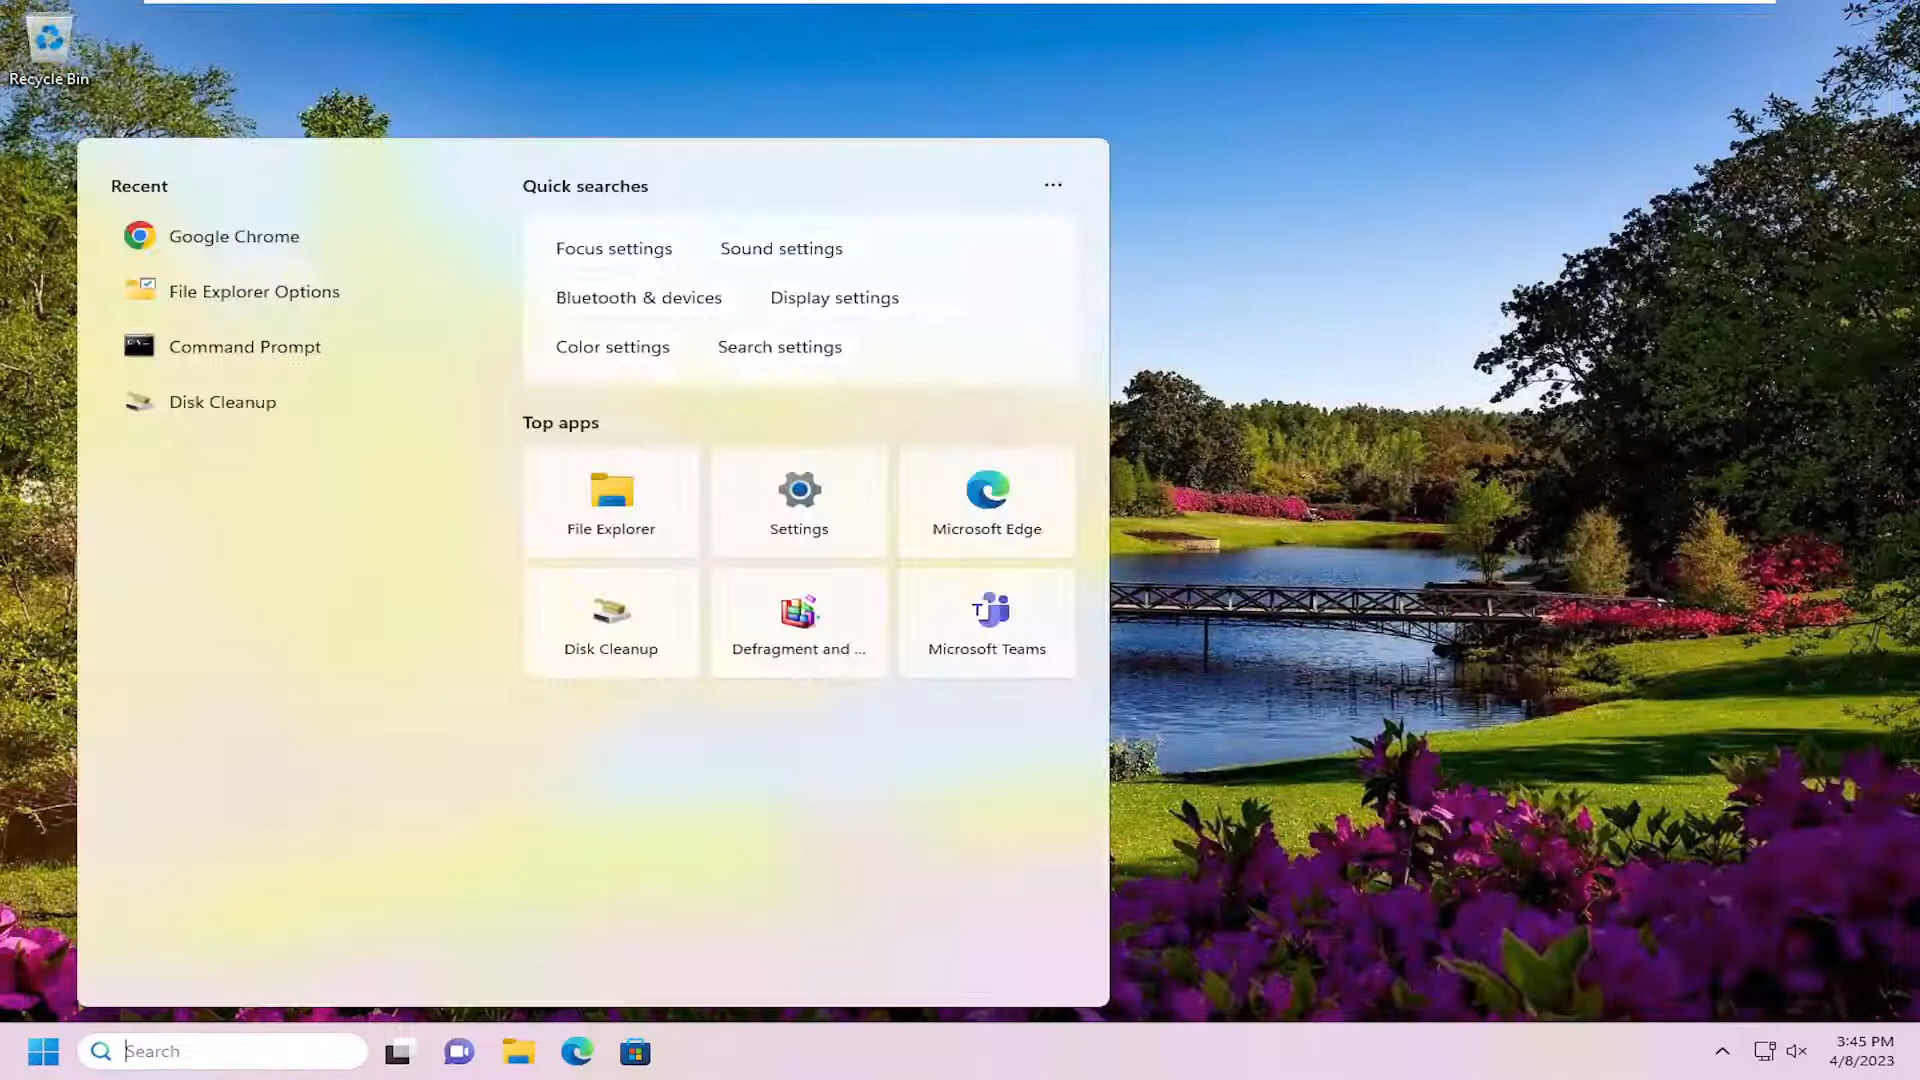 Recycle Bin
Recent
Google Chrome
File Explorer Options
Command Prompt
Disk Cleanup
Quick searches
Focus settings
Sound settings
Bluetooth & devices
Display settings
Color settings
Search settings
Top apps
File Explorer
Settings
Microsoft Edge
Disk Cleanup
Defragment and ...
Microsoft Teams
Search
3:45 PM
4/8/2023